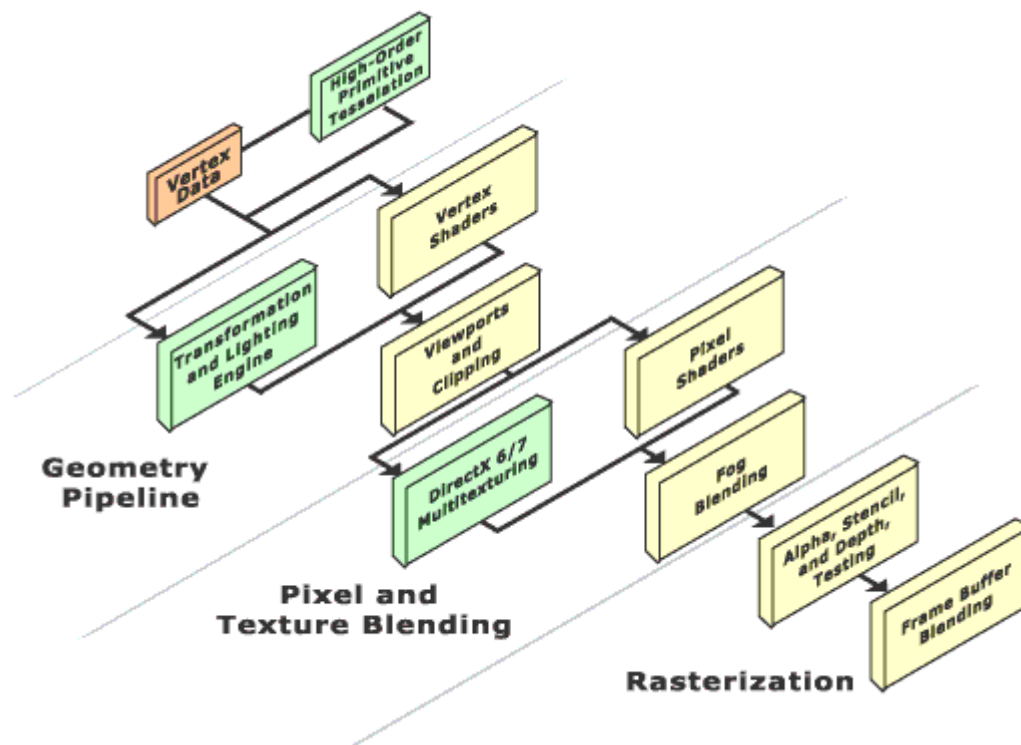 High-Order
Primitive
Tesselation
Vertex
Data
Vertex
Shaders
Transformation
and Lighting
Engine
Viewports
and
Clipping
Pixel
Shaders
Geometry
Pipeline
DirectX 6/7
Multitexturing
Fog
Blending
Alpha, Stencil,
and Depth,
Testing
Frame Buffer
Blending
Pixel and
Texture Blending
Rasterization